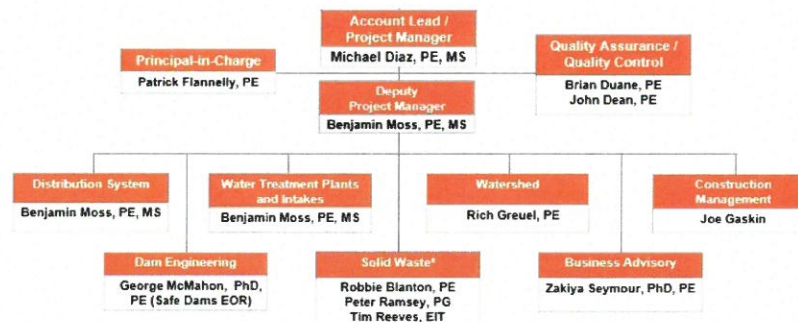 Account Lead /
Project Manager
Michael Diaz, PE, MS
Principal-in-Charge
Patrick Flannelly, PE
Quality Assurance /
Quality Control
Brian Duane, PE
John Dean, PE
Deputy
Project Manager
Benjamin Moss, PE, MS
Distribution System
Benjamin Moss, PE, MS
Water Treatment Plants
and Intakes
Benjamin Moss, PE, MS
Watershed
Rich Greuel, PE
Construction
Management
Joe Gaskin
Dam Engineering
George McMahon, PhD,
PE (Safe Dams EOR)
Solid Waste*
Robbie Blanton, PE
Peter Ramsey, PG
Tim Reeves, EIT
Business Advisory
Zakiya Seymour, PhD, PE